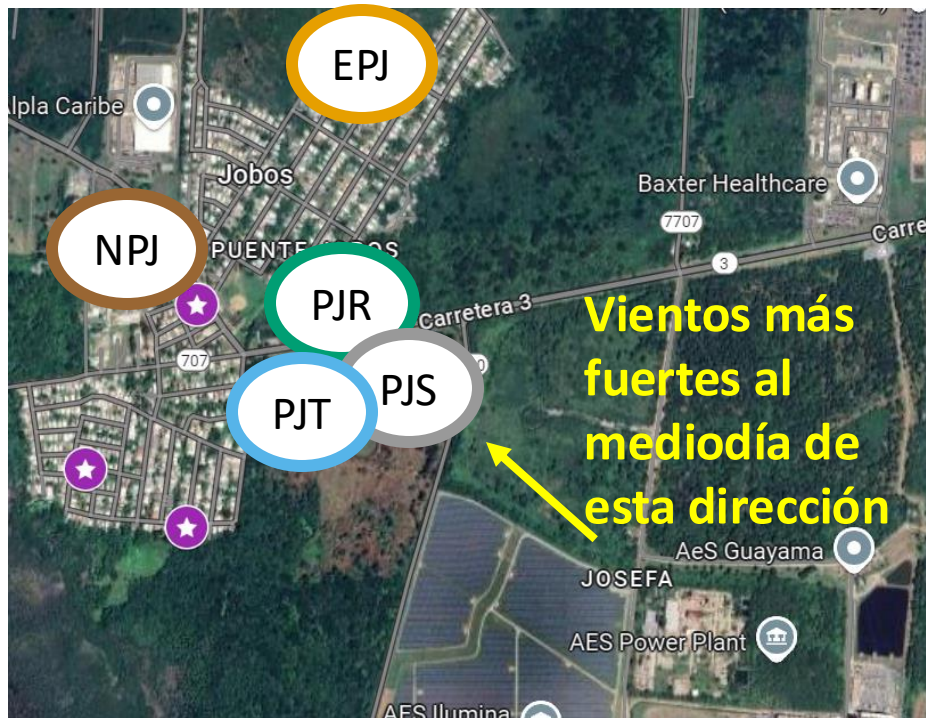 EPJ
Alpla Caribe
Jobos
Baxter Healthcare
7707
NPJ
PUENTE JOBOS
Carre
3
PJR
Carretera 3
Vientos más
fuertes al
mediodía de
esta dirección
707
PJS
PJT
AeS Guayama
JOSEFA
AES Power Plant
AES Ilumina